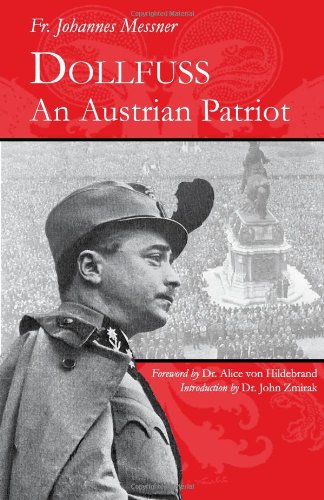 Fr. Johannes Messner
DOLLFUSS
An Austrian Patriot
Foreword by Dr. Alice von Hildebrand
Introduction by Dr. John Zmirak